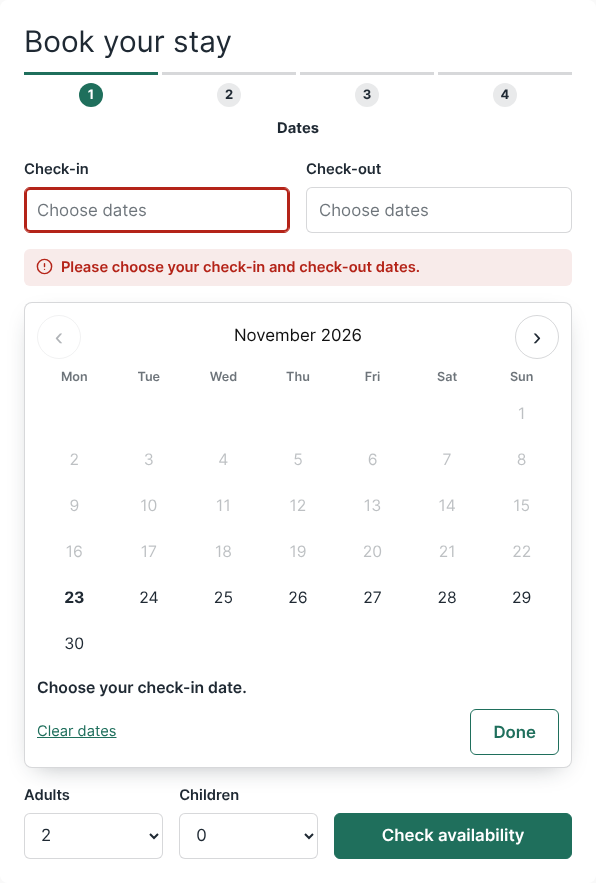 Book your stay
1 2 3 4
Dates
Check-in Check-out
Choose dates Choose dates
Please choose your check-in and check-out dates.
‹ November 2026 ›
Mon Tue Wed Thu Fri Sat Sun
1
2 3 4 5 6 7 8
9 10 11 12 13 14 15
16 17 18 19 20 21 22
23 24 25 26 27 28 29
30
Choose your check-in date.
Clear dates Done
Adults Children
2 0 Check availability